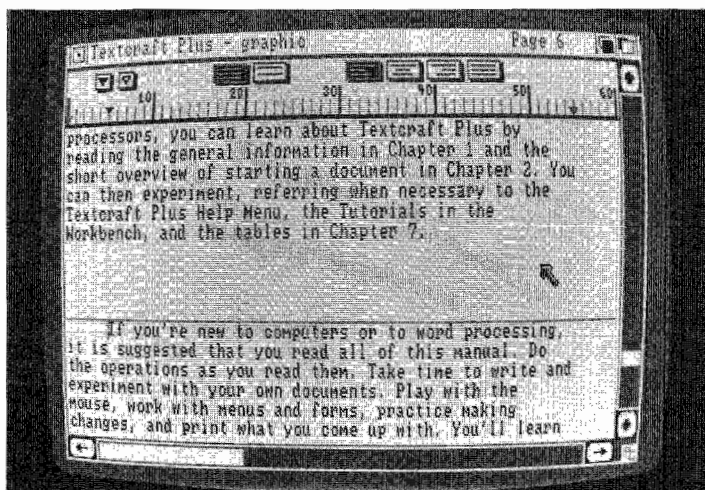 Textcraft Plus - graphic Page 6
10 20 30 40 50 60
processors, you can learn about Textcraft Plus by
reading the general information in Chapter 1 and the
short overview of starting a document in Chapter 2. You
can then experiment, referring when necessary to the
Textcraft Plus Help Menu, the Tutorials in the
Workbench, and the tables in Chapter 7.
If you're new to computers or to word processing,
it is suggested that you read all of this manual. Do
the operations as you read them. Take time to write and
experiment with your own documents. Play with the
mouse, work with menus and forms, practice making
changes, and print what you come up with. You'll learn